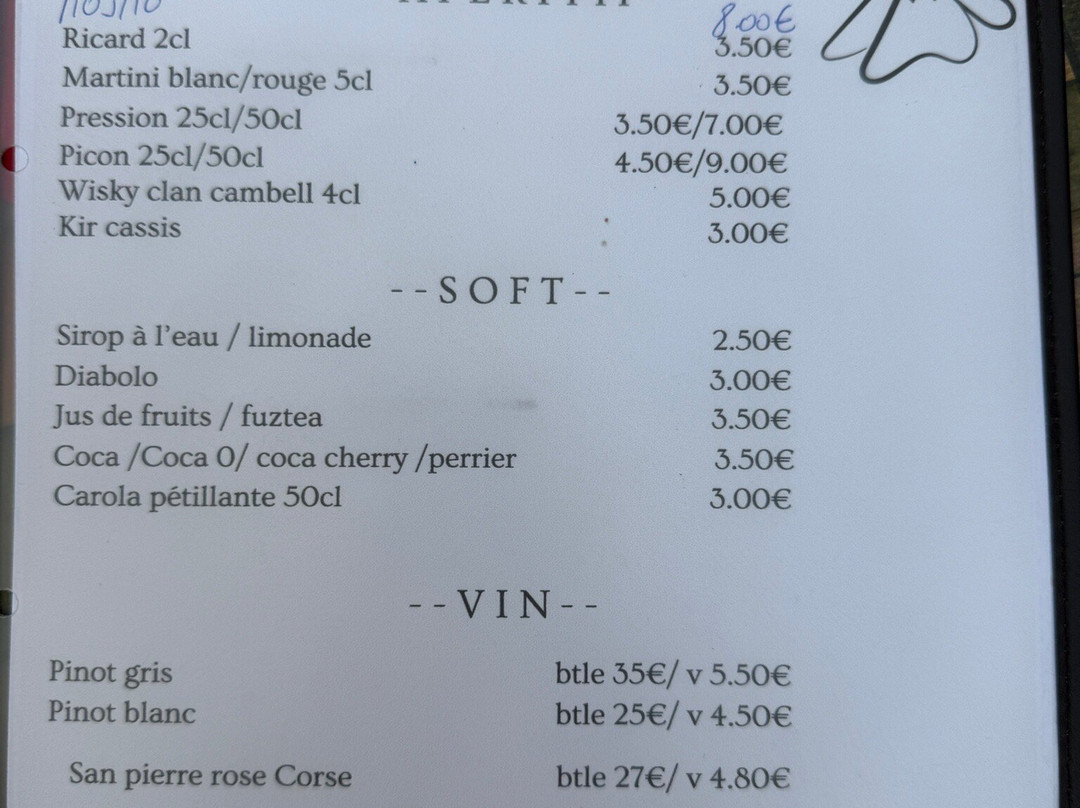 8.00€
Ricard 2cl 3.50€
Martini blanc/rouge 5cl 3.50€
Pression 25cl/50cl 3.50€/7.00€
Picon 25cl/50cl 4.50€/9.00€
Wisky clan cambell 4cl 5.00€
Kir cassis 3.00€
--SOFT--
Sirop à l'eau / limonade 2.50€
Diabolo 3.00€
Jus de fruits / fuztea 3.50€
Coca /Coca 0/ coca cherry /perrier 3.50€
Carola pétillante 50cl 3.00€
--VIN--
Pinot gris btle 35€/ v 5.50€
Pinot blanc btle 25€/ v 4.50€
San pierre rose Corse btle 27€/ v 4.80€